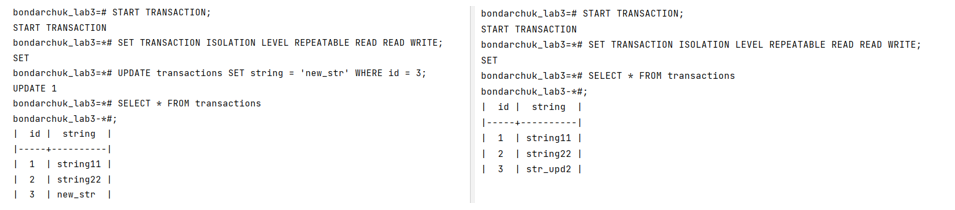 bondarchuk_lab3=# START TRANSACTION;
START TRANSACTION
bondarchuk_lab3=*# SET TRANSACTION ISOLATION LEVEL REPEATABLE READ READ WRITE;
SET
bondarchuk_lab3=*# UPDATE transactions SET string = 'new_str' WHERE id = 3;
UPDATE 1
bondarchuk_lab3=*# SELECT * FROM transactions
bondarchuk_lab3-*#;
|  id |  string  |
|-----+----------|
|  1  | string11 |
|  2  | string22 |
|  3  | new_str  |
bondarchuk_lab3=# START TRANSACTION;
START TRANSACTION
bondarchuk_lab3=*# SET TRANSACTION ISOLATION LEVEL REPEATABLE READ READ WRITE;
SET
bondarchuk_lab3=*# SELECT * FROM transactions
bondarchuk_lab3-*#;
|  id |  string  |
|-----+----------|
|  1  | string11 |
|  2  | string22 |
|  3  | str_upd2 |